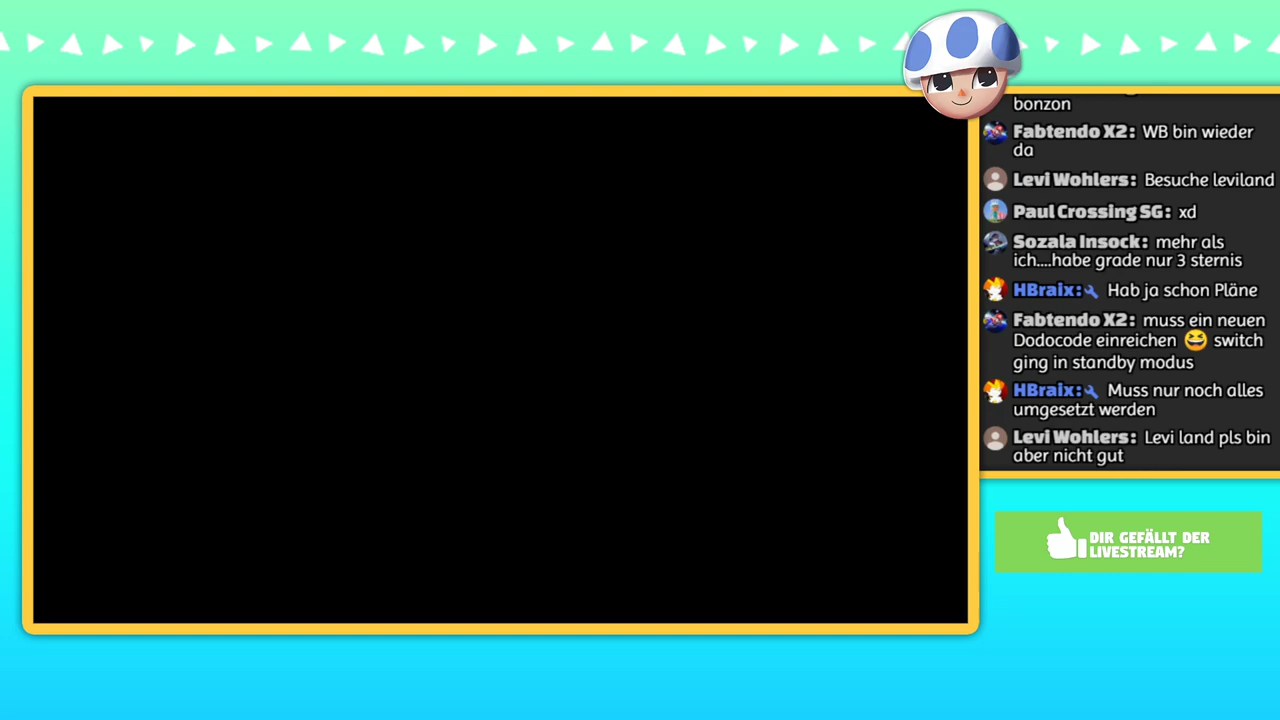 bonzon
Fabtendo X2: WB bin wieder
da
Levi Wohlers: Besuche leviland
Paul Crossing SG: xd
Sozala Insock: mehr als
ich....habe grade nur 3 sternis
HBraix: Hab ja schon Pläne
Fabtendo X2: muss ein neuen
Dodocode einreichen 😆 switch
ging in standby modus
HBraix: Muss nur noch alles
umgesetzt werden
Levi Wohlers: Levi land pls bin
aber nicht gut
DIR GEFÄLLT DER
LIVESTREAM?